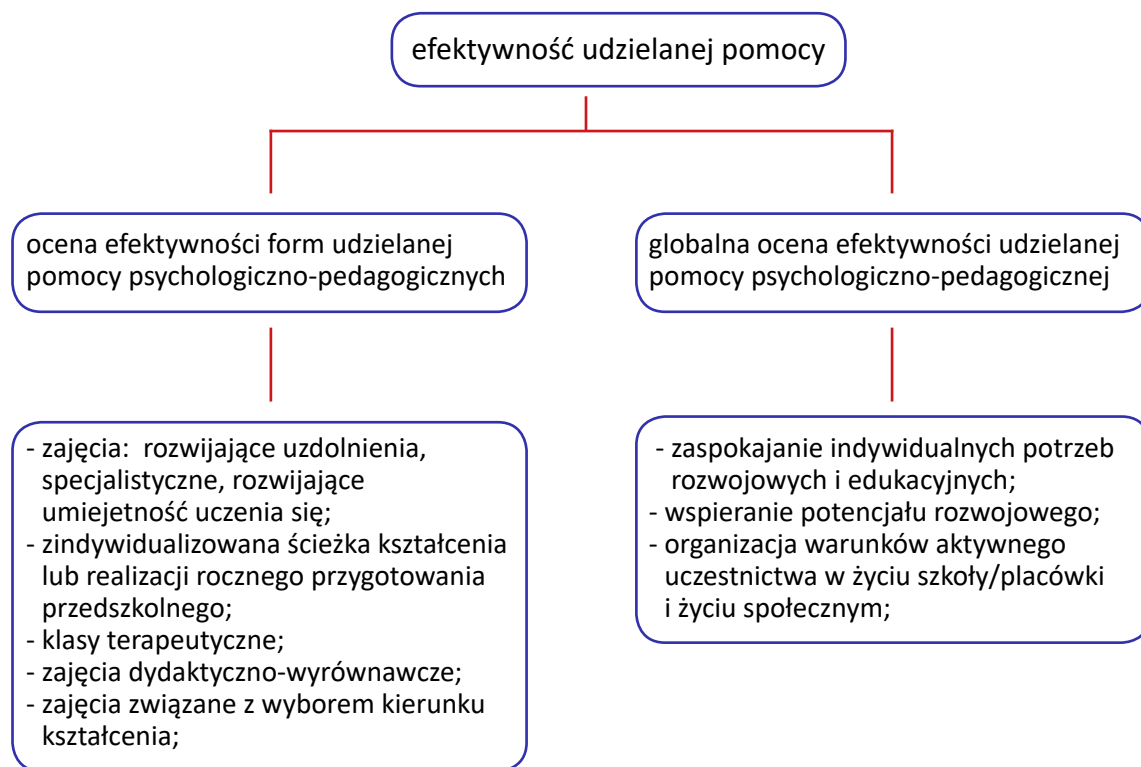 efektywność udzielanej pomocy
ocena efektywności form udzielanej
pomocy psychologiczno-pedagogicznych
globalna ocena efektywności udzielanej
pomocy psychologiczno-pedagogicznej
- zajęcia: rozwijające uzdolnienia,
specjalistyczne, rozwijające
umiejetność uczenia się;
- zindywidualizowana ścieżka kształcenia
lub realizacji rocznego przygotowania
przedszkolnego;
- klasy terapeutyczne;
- zajęcia dydaktyczno-wyrównawcze;
- zajęcia związane z wyborem kierunku
kształcenia;
- zaspokajanie indywidualnych potrzeb
rozwojowych i edukacyjnych;
- wspieranie potencjału rozwojowego;
- organizacja warunków aktywnego
uczestnictwa w życiu szkoły/placówki
i życiu społecznym;